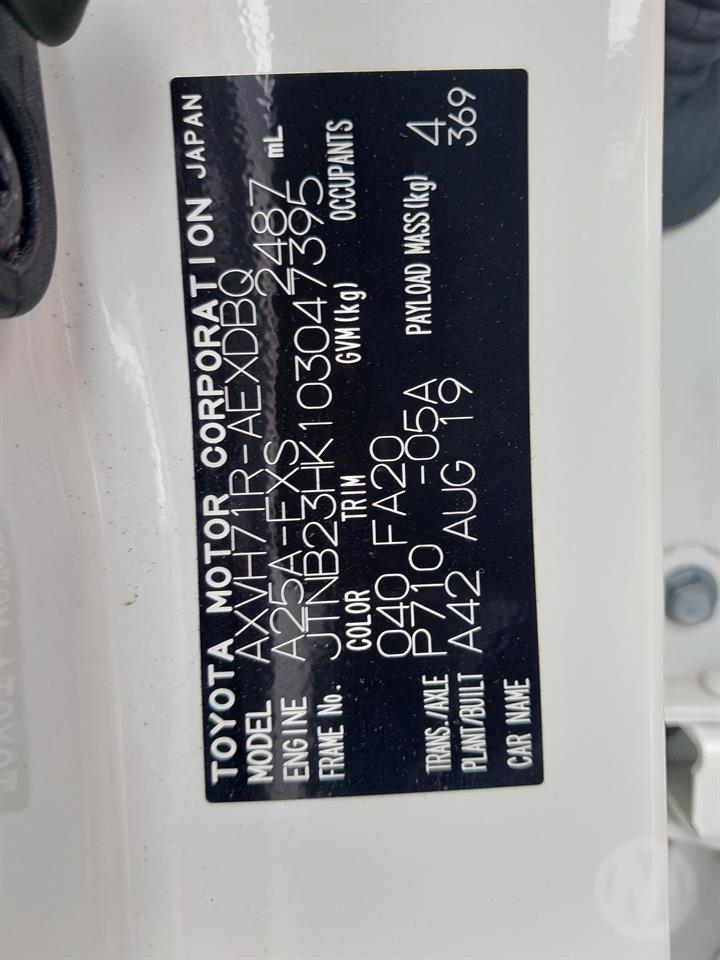 TOYOTA MOTOR CORPORATION JAPAN
MODEL AXVH71R-AEXDBQ
ENGINE A25A-FXS 2487 mL
FRAME No. JTNB23HK103047395
COLOR TRIM GVM(kg) OCCUPANTS
040 FA20 4
TRANS./AXLE P710 -05A PAYLOAD MASS(kg) 369
PLANT/BUILT A42 AUG 19
CAR NAME